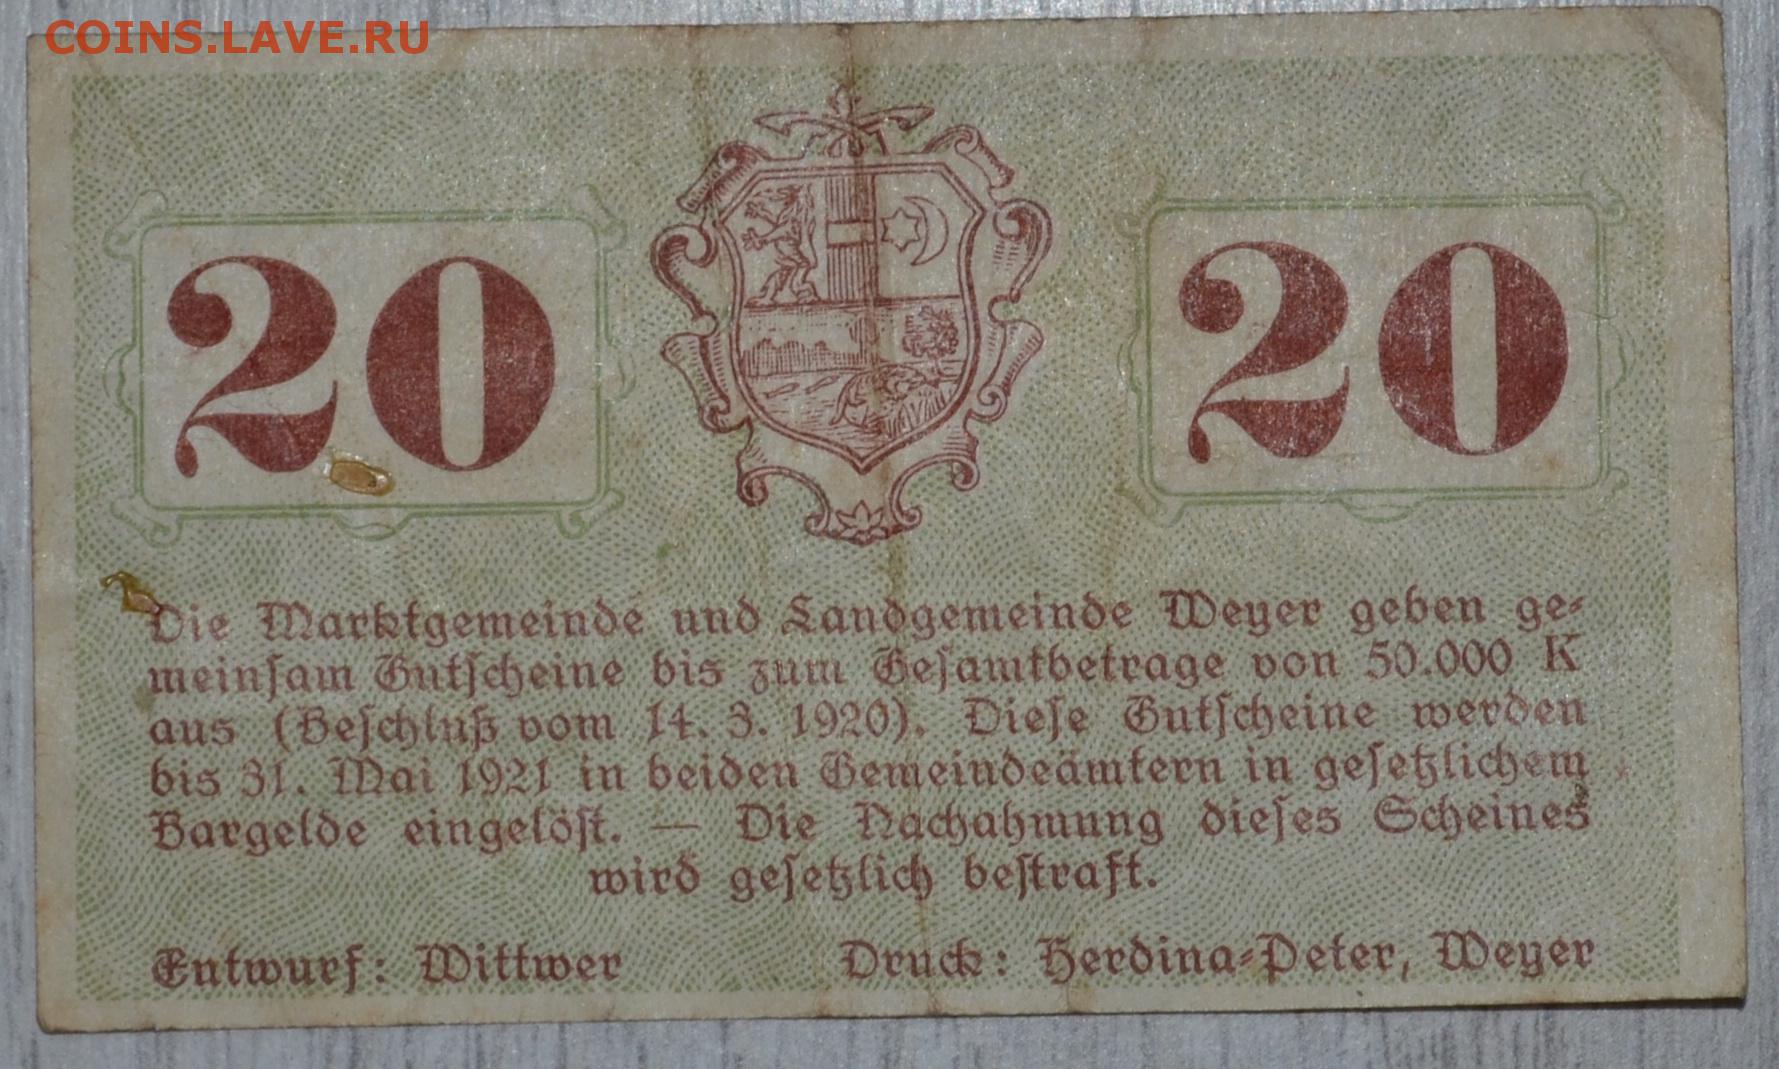 COINS.LAVE.RU
20 20
Die Marktgemeinde und Landgemeinde Weyer geben ge-
meinsam Gutscheine bis zum Gesamtbetrage von 50.000 K
aus (Beschluß vom 14. 3. 1920). Diese Gutscheine werden
bis 31. Mai 1921 in beiden Gemeindeämtern in gesetzlichem
Bargelde eingelöst. — Die Nachahmung dieses Scheines
wird gesetzlich bestraft.
Entwurf: Wittwer Druck: Herdina-Peter, Weyer